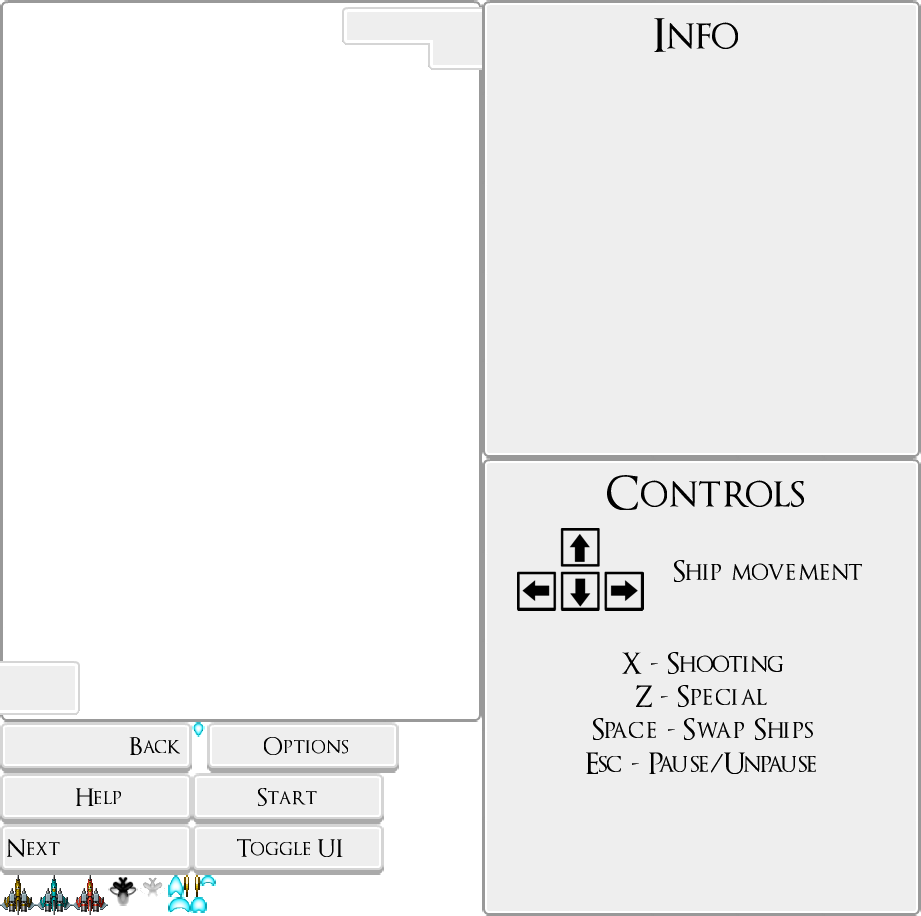 Info
Controls
Ship movement
X - Shooting
Z - Special
Space - Swap Ships
Esc - Pause/Unpause
Back
Options
Help
Start
Next
Toggle UI